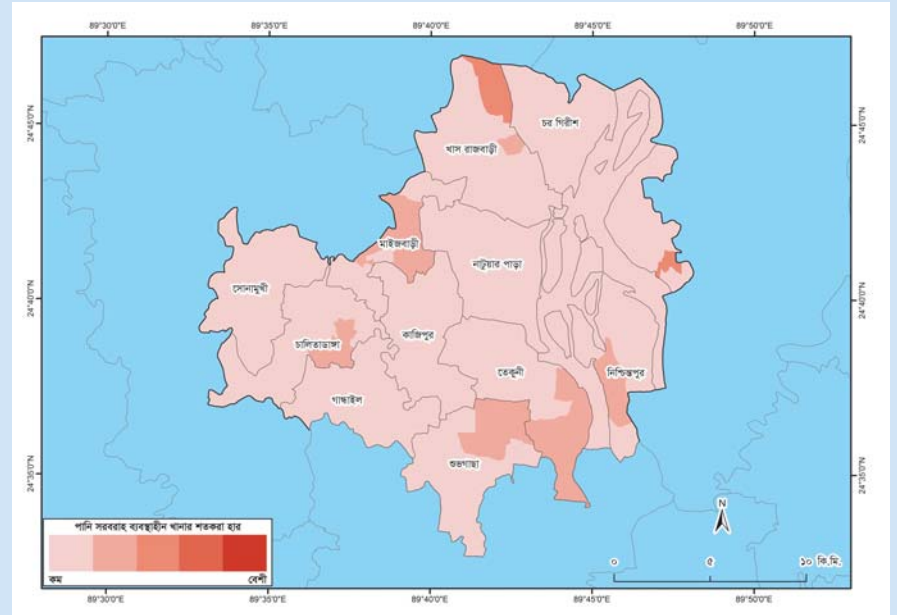 89°30'0"E 89°35'0"E 89°40'0"E 89°45'0"E 89°50'0"E
24°45'0"N 24°45'0"N
চর গিরীশ
খাস রাজবাড়ী
মাইজবাড়ী
নাটুয়ার পাড়া
সোনামুখী
24°40'0"N 24°40'0"N
কাজিপুর
চালিতাডাঙ্গা
তেকুনী
নিশ্চিন্তপুর
গান্ধাইল
শুভগাছা
24°35'0"N 24°35'0"N
N
পানি সরবরাহ ব্যবস্থাহীন খানার শতকরা হার
কম বেশী
০ ৫ ১০ কি.মি.
89°30'0"E 89°35'0"E 89°40'0"E 89°45'0"E 89°50'0"E